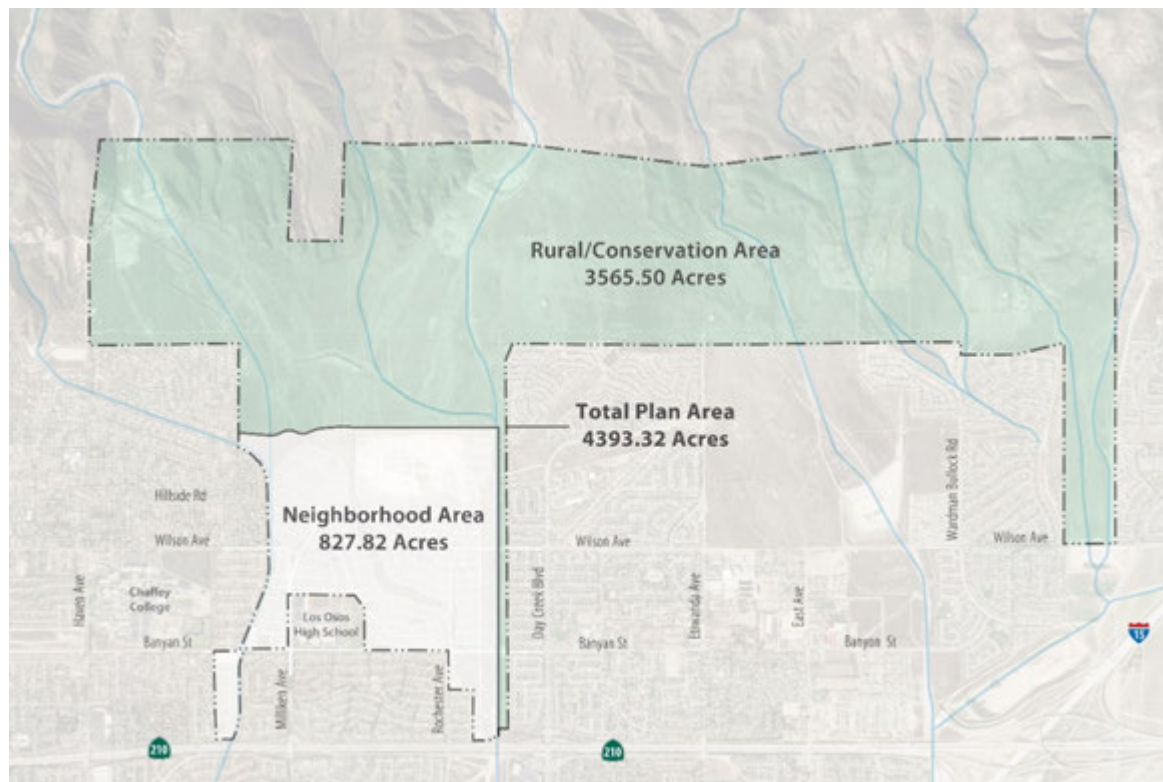 Rural/Conservation Area
3565.50 Acres
Total Plan Area
4393.32 Acres
Neighborhood Area
827.82 Acres
Hillside Rd
Wilson Ave
Wilson Ave
Wilson Ave
Haven Ave
Chaffey
College
Los Osos
High School
Banyan St
Banyan St
Banyon St
Milliken Ave
Rochester Ave
Day Creek Blvd
Etiwanda Ave
East Ave
Wardman Bullock Rd
15
210
210